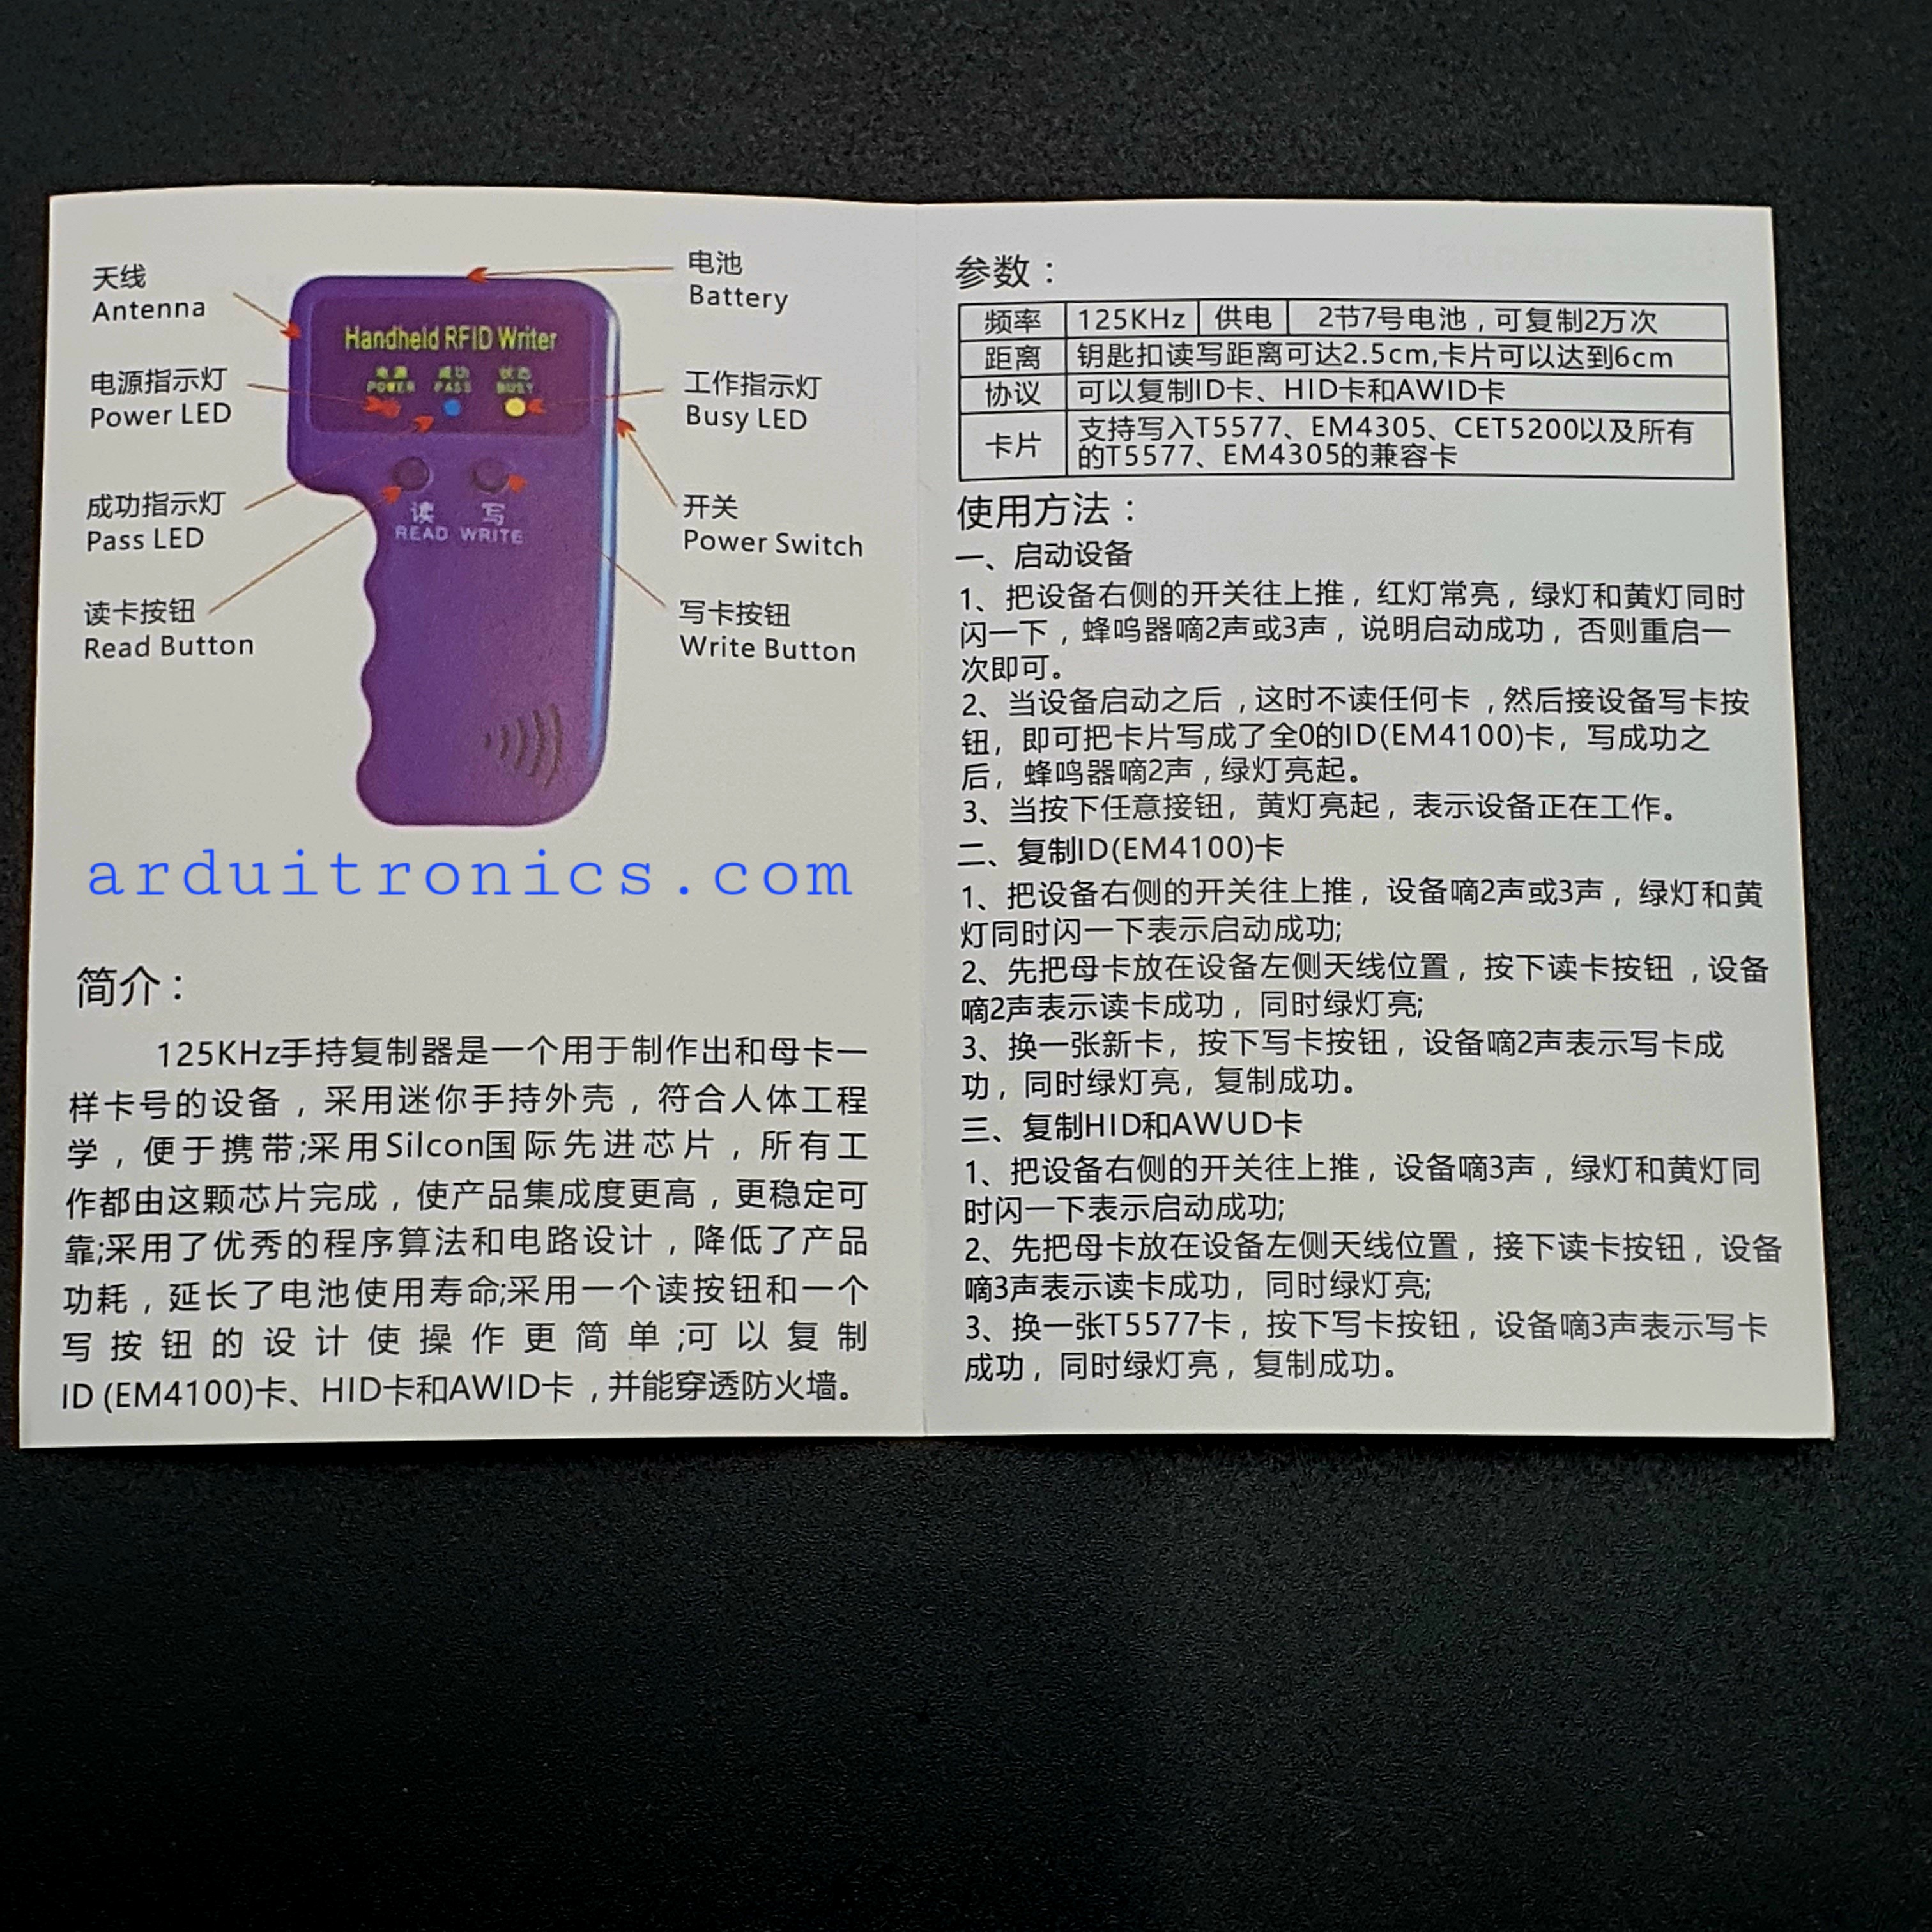 天线
Antenna
电源指示灯
Power LED
成功指示灯
Pass LED
读卡按钮
Read Button
Handheld RFID Writer
电源 成功 状态
POWER PASS BUSY
读 写
READ WRITE
电池
Battery
工作指示灯
Busy LED
开关
Power Switch
写卡按钮
Write Button
arduitronics.com
简介：
125KHz手持复制器是一个用于制作出和母卡一
样卡号的设备，采用迷你手持外壳，符合人体工程
学，便于携带;采用Silcon国际先进芯片，所有工
作都由这颗芯片完成，使产品集成度更高，更稳定可
靠;采用了优秀的程序算法和电路设计，降低了产品
功耗，延长了电池使用寿命;采用一个读按钮和一个
写按钮的设计使操作更简单;可以复制
ID (EM4100)卡、HID卡和AWID卡，并能穿透防火墙。
参数：
频率 125KHz 供电 2节7号电池，可复制2万次
距离 钥匙扣读写距离可达2.5cm,卡片可以达到6cm
协议 可以复制ID卡、HID卡和AWID卡
卡片 支持写入T5577、EM4305、CET5200以及所有
的T5577、EM4305的兼容卡
使用方法：
一、启动设备
1、把设备右侧的开关往上推，红灯常亮，绿灯和黄灯同时
闪一下，蜂呜器嘀2声或3声，说明启动成功，否则重启一
次即可。
2、当设备启动之后，这时不读任何卡，然后接设备写卡按
钮，即可把卡片写成了全0的ID(EM4100)卡，写成功之
后，蜂鸣器嘀2声，绿灯亮起。
3、当按下任意接钮，黄灯亮起，表示设备正在工作。
二、复制ID(EM4100)卡
1、把设备右侧的开关往上推，设备嘀2声或3声，绿灯和黄
灯同时闪一下表示启动成功;
2、先把母卡放在设备左侧天线位置，按下读卡按钮，设备
嘀2声表示读卡成功，同时绿灯亮;
3、换一张新卡，按下写卡按钮，设备嘀2声表示写卡成
功，同时绿灯亮，复制成功。
三、复制HID和AWUD卡
1、把设备右侧的开关往上推，设备嘀3声，绿灯和黄灯同
时闪一下表示启动成功;
2、先把母卡放在设备左侧天线位置，接下读卡按钮，设备
嘀3声表示读卡成功，同时绿灯亮;
3、换一张T5577卡，按下写卡按钮，设备嘀3声表示写卡
成功，同时绿灯亮，复制成功。